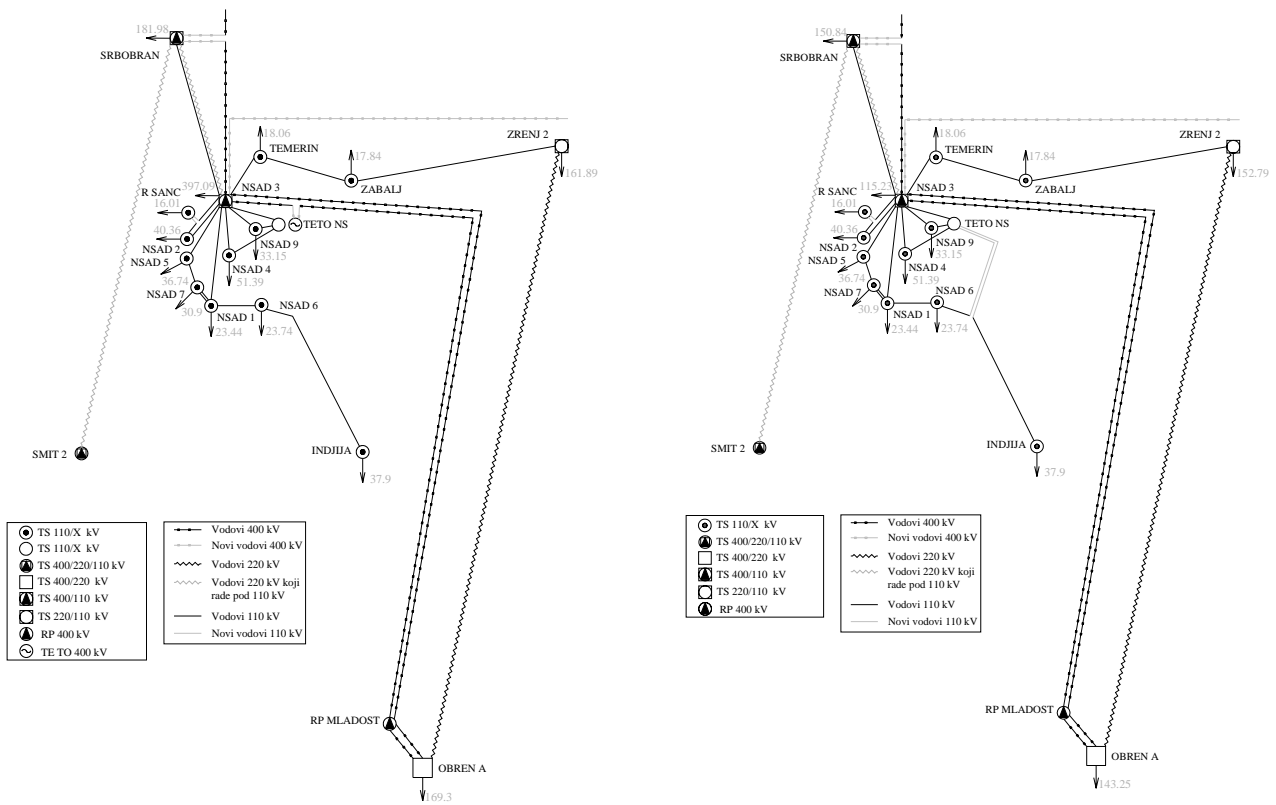 181.98
SRBOBRAN
18.06
TEMERIN
17.84
ZABALJ
ZRENJ 2
161.89
397.09
NSAD 3
R SANC
16.01
TETO NS
40.36
NSAD 2
NSAD 9
33.15
NSAD 5
NSAD 4
36.74
51.39
NSAD 7
NSAD 6
30.9
NSAD 1
23.44
23.74
SMIT 2
INDJIJA
37.9
TS 110/X kV
TS 110/X kV
TS 400/220/110 kV
TS 400/220 kV
TS 400/110 kV
TS 220/110 kV
RP 400 kV
TE TO 400 kV
Vodovi 400 kV
Novi vodovi 400 kV
Vodovi 220 kV
Vodovi 220 kV koji
rade pod 110 kV
Vodovi 110 kV
Novi vodovi 110 kV
RP MLADOST
OBREN A
169.3
150.84
SRBOBRAN
18.06
TEMERIN
17.84
ZABALJ
ZRENJ 2
152.79
115.23
NSAD 3
R SANC
16.01
TETO NS
40.36
NSAD 2
NSAD 9
33.15
NSAD 5
NSAD 4
36.74
51.39
NSAD 7
NSAD 6
30.9
NSAD 1
23.44
23.74
SMIT 2
INDJIJA
37.9
TS 110/X kV
TS 400/220/110 kV
TS 400/220 kV
TS 400/110 kV
TS 220/110 kV
RP 400 kV
Vodovi 400 kV
Novi vodovi 400 kV
Vodovi 220 kV
Vodovi 220 kV koji
rade pod 110 kV
Vodovi 110 kV
Novi vodovi 110 kV
RP MLADOST
OBREN A
143.25